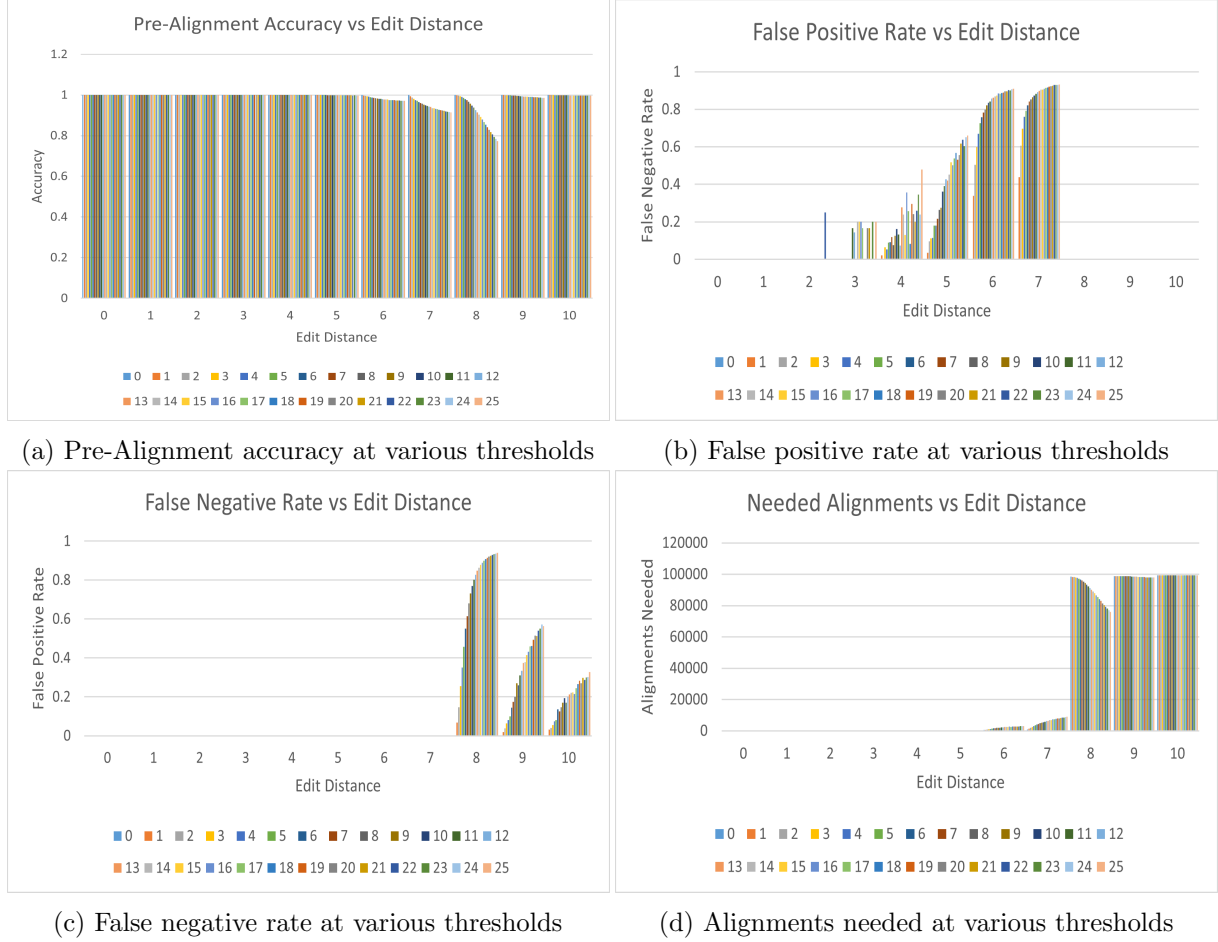 Pre-Alignment Accuracy vs Edit Distance
1.2
1
0.8
0.6
0.4
0.2
0
Accuracy
0 1 2 3 4 5 6 7 8 9 10
Edit Distance
0 1 2 3 4 5 6 7 8 9 10 11 12
13 14 15 16 17 18 19 20 21 22 23 24 25
(a) Pre-Alignment accuracy at various thresholds
False Positive Rate vs Edit Distance
1
0.8
0.6
0.4
0.2
0
False Negative Rate
0 1 2 3 4 5 6 7 8 9 10
Edit Distance
0 1 2 3 4 5 6 7 8 9 10 11 12
13 14 15 16 17 18 19 20 21 22 23 24 25
(b) False positive rate at various thresholds
False Negative Rate vs Edit Distance
1
0.8
0.6
0.4
0.2
0
False Positive Rate
0 1 2 3 4 5 6 7 8 9 10
Edit Distance
0 1 2 3 4 5 6 7 8 9 10 11 12
13 14 15 16 17 18 19 20 21 22 23 24 25
(c) False negative rate at various thresholds
Needed Alignments vs Edit Distance
120000
100000
80000
60000
40000
20000
0
Alignments Needed
0 1 2 3 4 5 6 7 8 9 10
Edit Distance
0 1 2 3 4 5 6 7 8 9 10 11 12
13 14 15 16 17 18 19 20 21 22 23 24 25
(d) Alignments needed at various thresholds